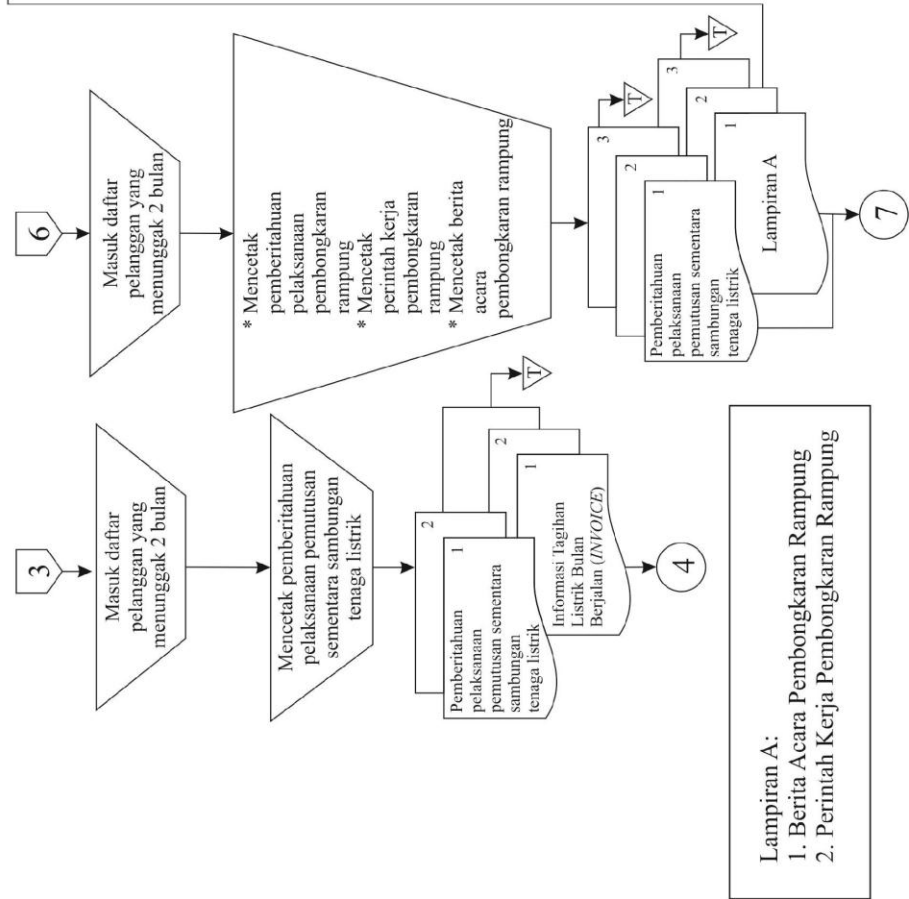 3
Masuk daftar
pelanggan yang
menunggak 2 bulan
Mencetak pemberitahuan
pelaksanaan pemutusan
sementara sambungan
tenaga listrik
2
1
Pemberitahuan
pelaksanaan
pemutusan sementara
sambungan
tenaga listrik
2
1
Informasi Tagihan
Listrik Bulan
Berjalan (INVOICE)
T
4
6
Masuk daftar
pelanggan yang
menunggak 2 bulan
* Mencetak
pemberitahuan
pelaksanaan
pembongkaran
rampung
* Mencetak
perintah kerja
pembongkaran
rampung
* Mencetak berita
acara
pembongkaran rampung
3
2
1
Pemberitahuan
pelaksanaan
pemutusan sementara
sambungan
tenaga listrik
T
3
2
1
Lampiran A
T
7
Lampiran A:
1. Berita Acara Pembongkaran Rampung
2. Perintah Kerja Pembongkaran Rampung